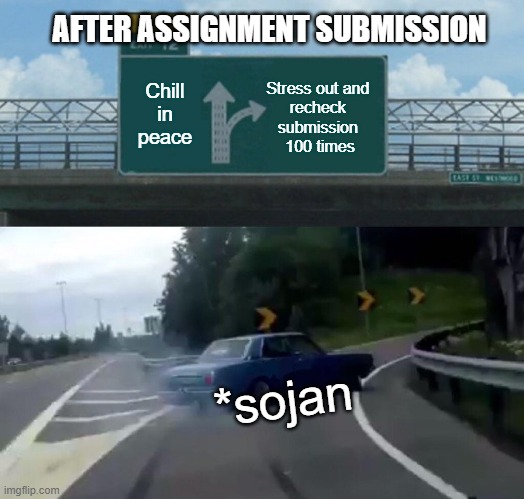 AFTER ASSIGNMENT SUBMISSION
Chill
in
peace
Stress out and
recheck
submission
100 times
*sojan
imgflip.com